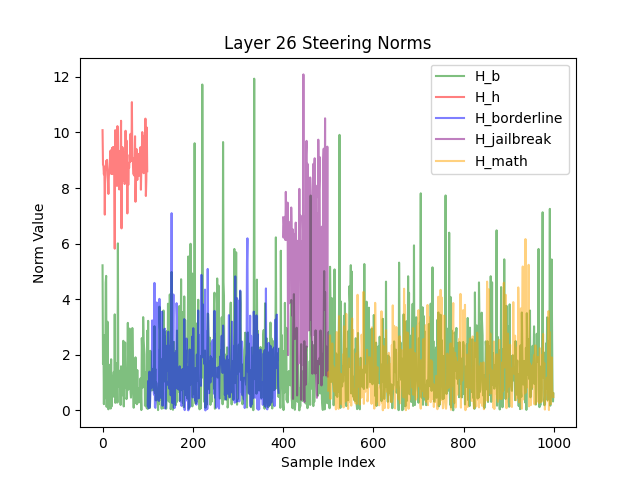 Layer 26 Steering Norms
H_b
H_h
H_borderline
H_jailbreak
H_math
Norm Value
12
10
8
6
4
2
0
0
200
400
600
800
1000
Sample Index